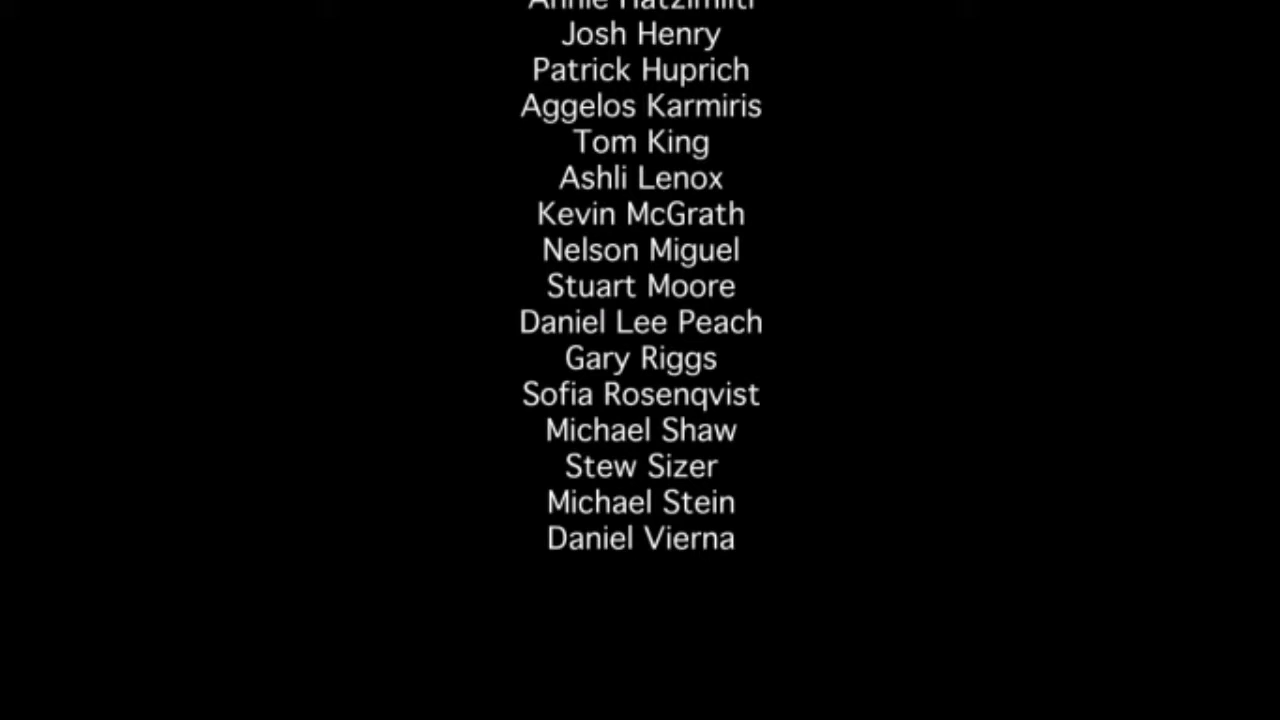 Annie
Josh Henry
Patrick Huprich
Aggelos Karmiris
Tom King
Ashli Lenox
Kevin McGrath
Nelson Miguel
Stuart Moore
Daniel Lee Peach
Gary Riggs
Sofia Rosenqvist
Michael Shaw
Stew Sizer
Michael Stein
Daniel Vierna